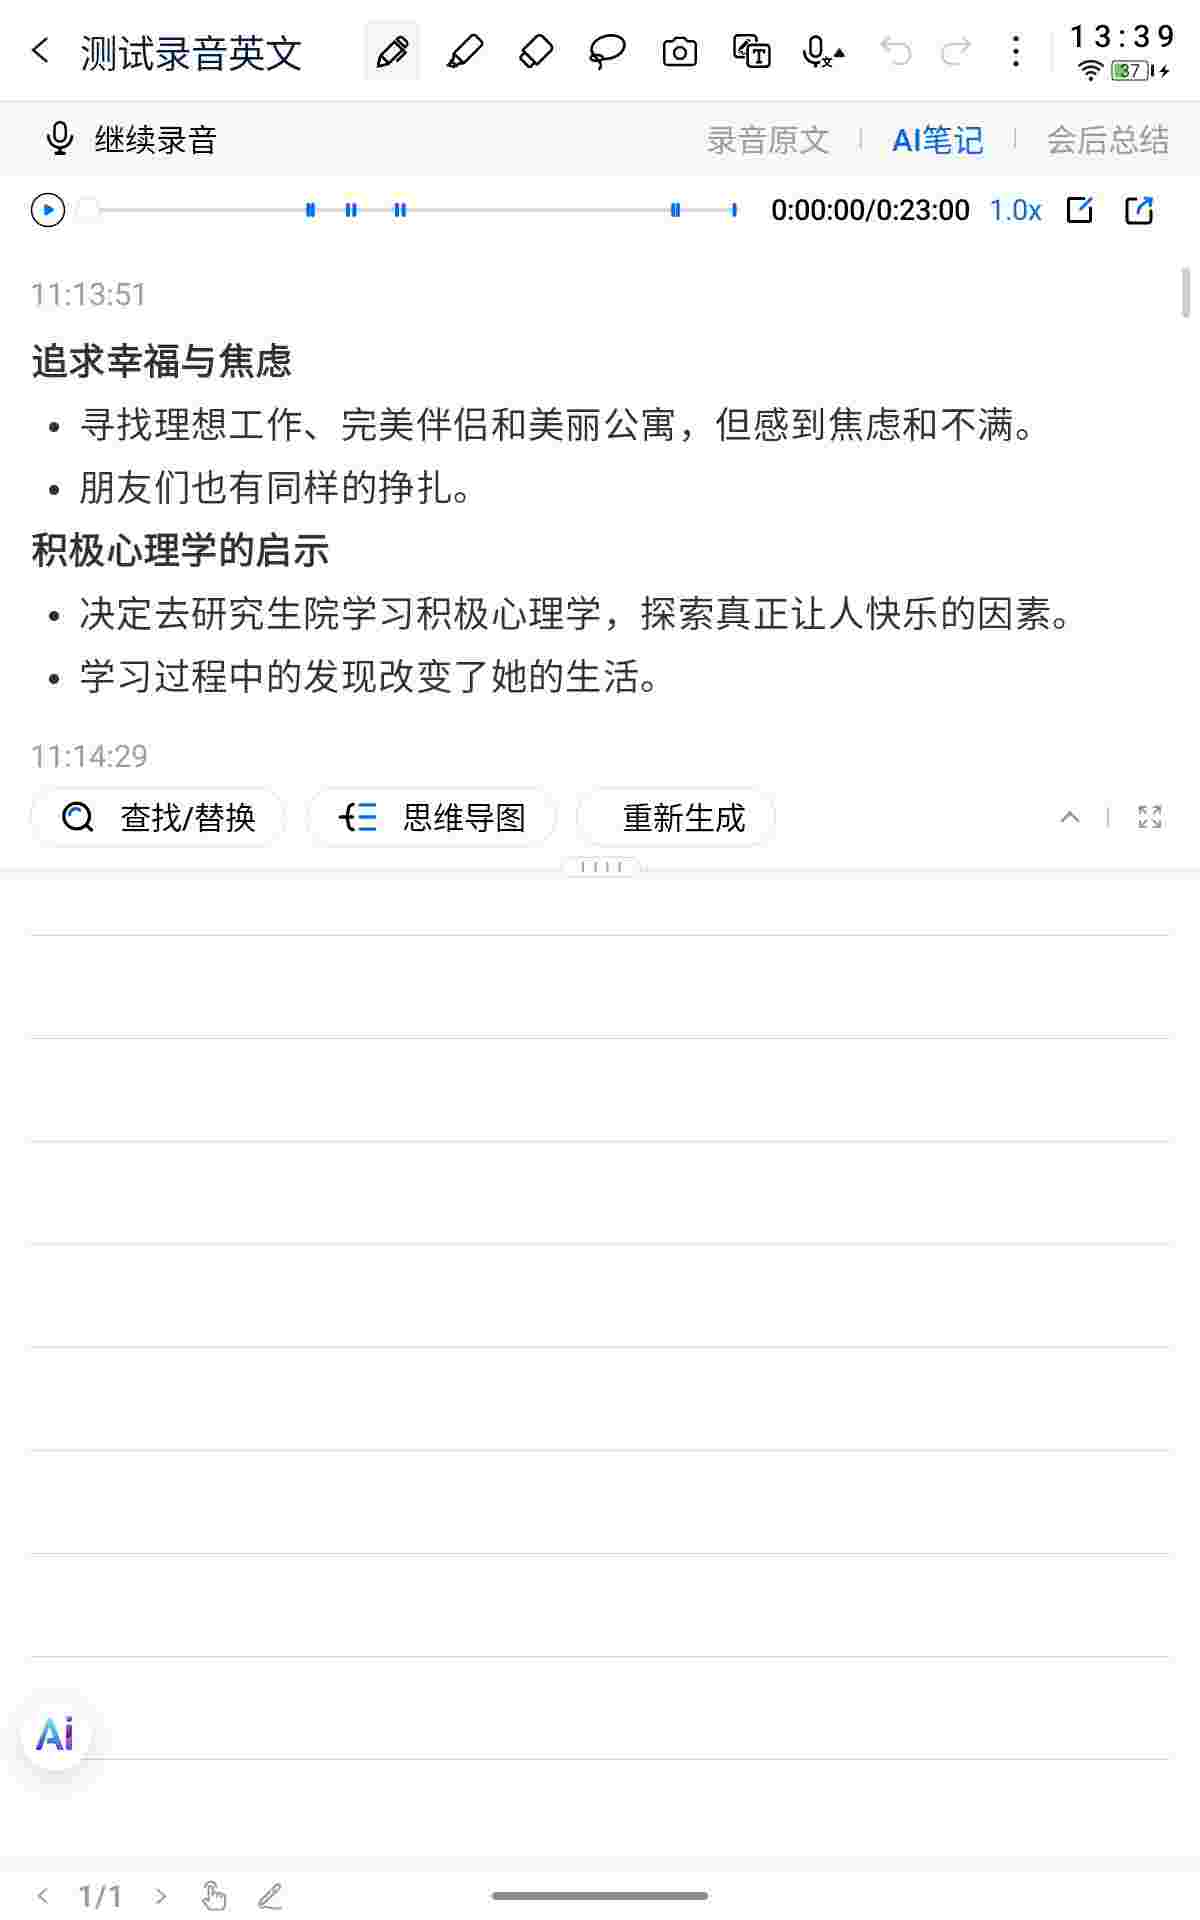 测试录音英文
13:39
37
继续录音
录音原文
AI笔记
会后总结
0:00:00/0:23:00 1.0x
11:13:51
追求幸福与焦虑
• 寻找理想工作、完美伴侣和美丽公寓，但感到焦虑和不满。
• 朋友们也有同样的挣扎。
积极心理学的启示
• 决定去研究生院学习积极心理学，探索真正让人快乐的因素。
• 学习过程中的发现改变了她的生活。
11:14:29
查找/替换
思维导图
重新生成
Ai
1/1